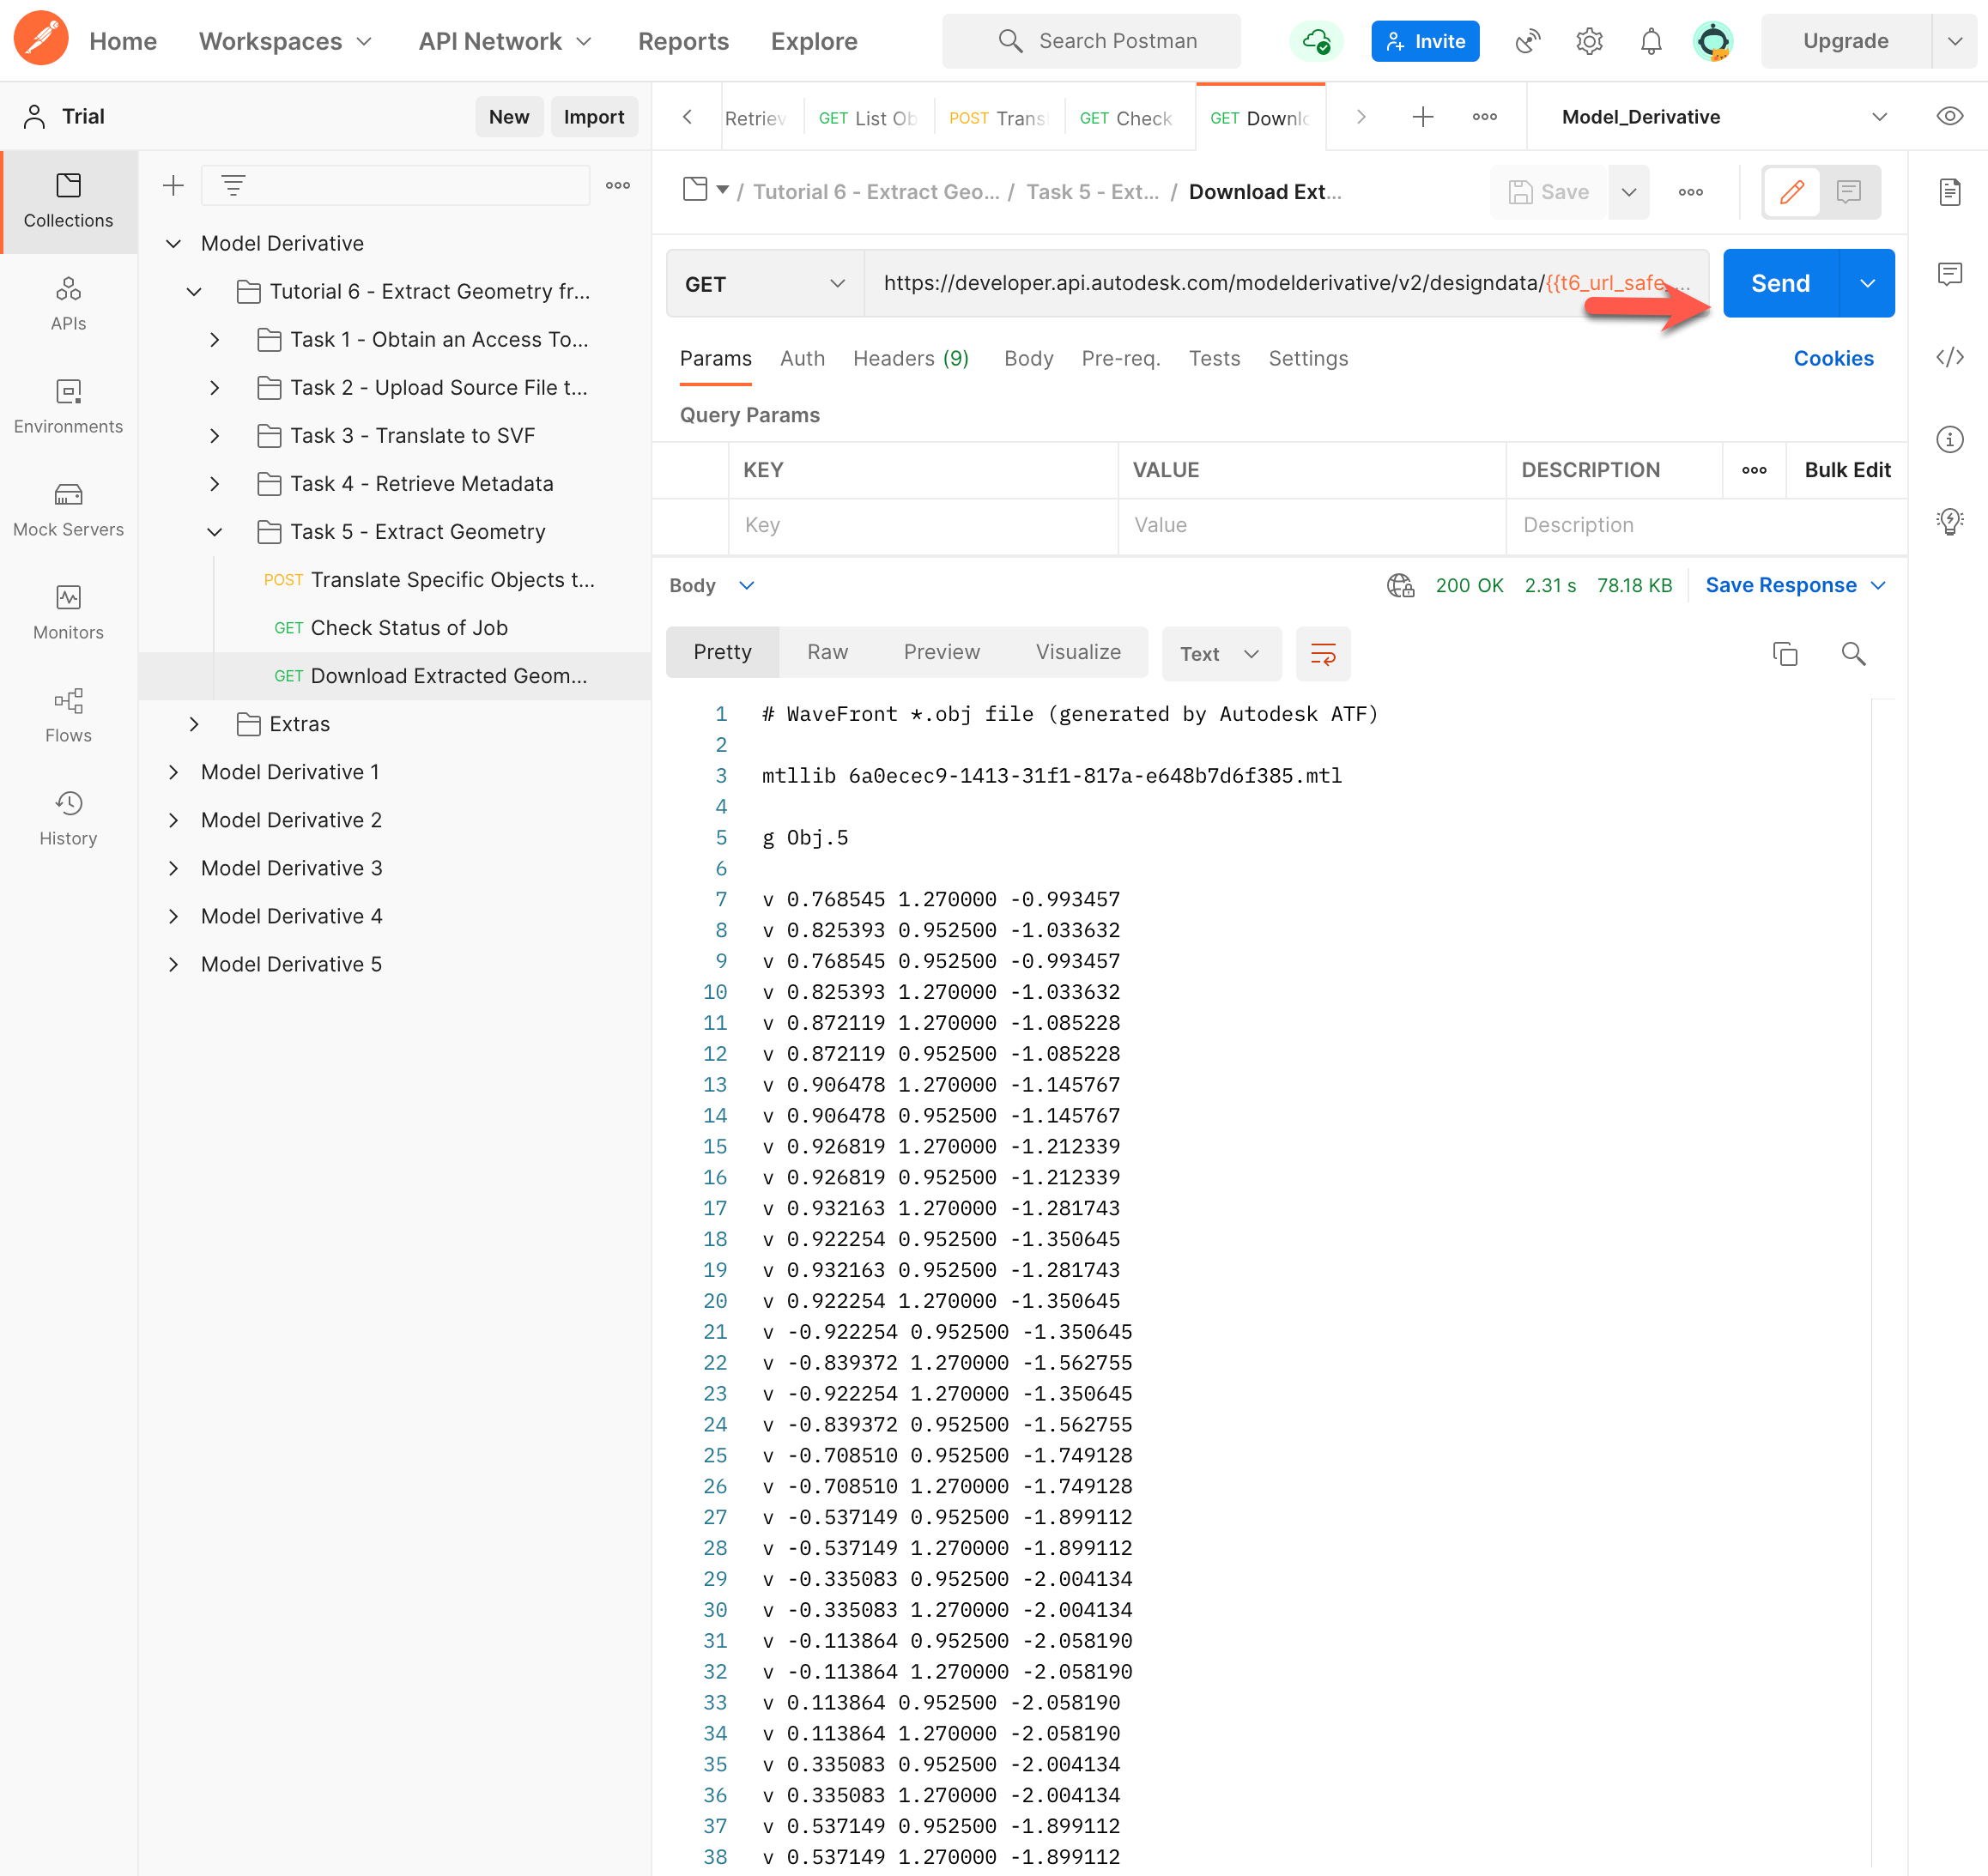 Home Workspaces API Network Reports Explore Search Postman Invite Upgrade
Trial New Import
Retriev GET List Ob POST Transl GET Check GET Downlo Model_Derivative
Collections
APIs
Environments
Mock Servers
Monitors
Flows
History
Model Derivative
Tutorial 6 - Extract Geometry fr...
Task 1 - Obtain an Access To...
Task 2 - Upload Source File t...
Task 3 - Translate to SVF
Task 4 - Retrieve Metadata
Task 5 - Extract Geometry
POST Translate Specific Objects t...
GET Check Status of Job
GET Download Extracted Geom...
Extras
Model Derivative 1
Model Derivative 2
Model Derivative 3
Model Derivative 4
Model Derivative 5
/ Tutorial 6 - Extract Geo... / Task 5 - Ext... / Download Ext... Save
GET https://developer.api.autodesk.com/modelderivative/v2/designdata/{{t6_url_safe_... Send
Params Auth Headers (9) Body Pre-req. Tests Settings Cookies
Query Params
KEY VALUE DESCRIPTION Bulk Edit
Key Value Description
Body 200 OK 2.31 s 78.18 KB Save Response
Pretty Raw Preview Visualize Text
1 # WaveFront *.obj file (generated by Autodesk ATF)
2
3 mtllib 6a0ecec9-1413-31f1-817a-e648b7d6f385.mtl
4
5 g Obj.5
6
7 v 0.768545 1.270000 -0.993457
8 v 0.825393 0.952500 -1.033632
9 v 0.768545 0.952500 -0.993457
10 v 0.825393 1.270000 -1.033632
11 v 0.872119 1.270000 -1.085228
12 v 0.872119 0.952500 -1.085228
13 v 0.906478 1.270000 -1.145767
14 v 0.906478 0.952500 -1.145767
15 v 0.926819 1.270000 -1.212339
16 v 0.926819 0.952500 -1.212339
17 v 0.932163 1.270000 -1.281743
18 v 0.922254 0.952500 -1.350645
19 v 0.932163 0.952500 -1.281743
20 v 0.922254 1.270000 -1.350645
21 v -0.922254 0.952500 -1.350645
22 v -0.839372 1.270000 -1.562755
23 v -0.922254 1.270000 -1.350645
24 v -0.839372 0.952500 -1.562755
25 v -0.708510 0.952500 -1.749128
26 v -0.708510 1.270000 -1.749128
27 v -0.537149 0.952500 -1.899112
28 v -0.537149 1.270000 -1.899112
29 v -0.335083 0.952500 -2.004134
30 v -0.335083 1.270000 -2.004134
31 v -0.113864 0.952500 -2.058190
32 v -0.113864 1.270000 -2.058190
33 v 0.113864 0.952500 -2.058190
34 v 0.113864 1.270000 -2.058190
35 v 0.335083 0.952500 -2.004134
36 v 0.335083 1.270000 -2.004134
37 v 0.537149 0.952500 -1.899112
38 v 0.537149 1.270000 -1.899112